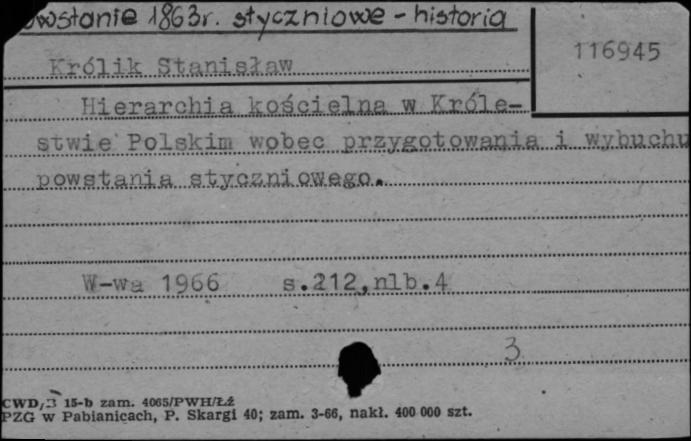 owstanie 1863r. styczniowe - historia
116945
Królik Stanisław
Hierarchia kościelna w Króle-
stwie Polskim wobec przygotowania i wybuchu
powstania styczniowego.
W-wa 1966 s.212,nlb.4
3
CWD, 3 15-b zam. 4065/PWH/Łź
PZG w Pabianicach, P. Skargi 40; zam. 3-66, nakł. 400 000 szt.